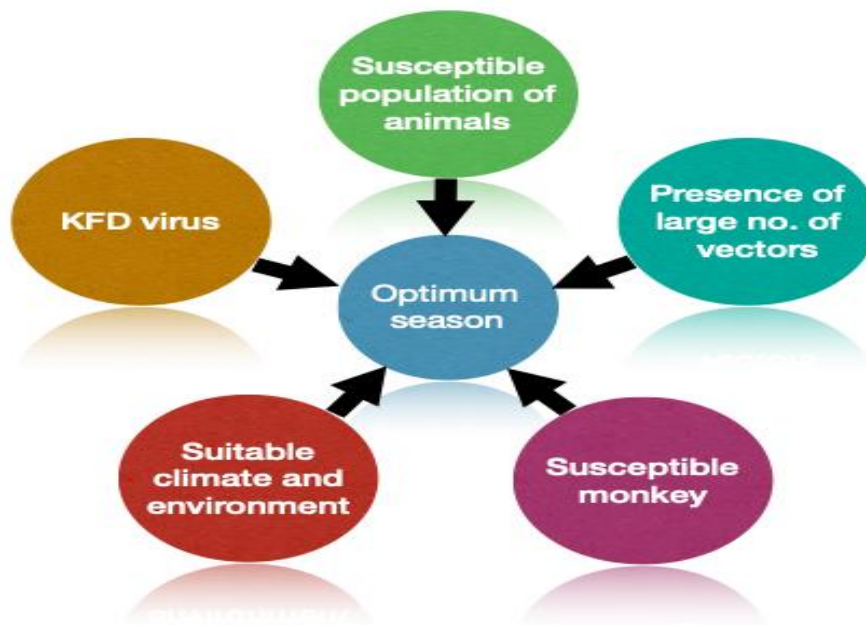 Susceptible
population of
animals
KFD virus
Presence of
large no. of
vectors
Optimum
season
Suitable
climate and
environment
Susceptible
monkey